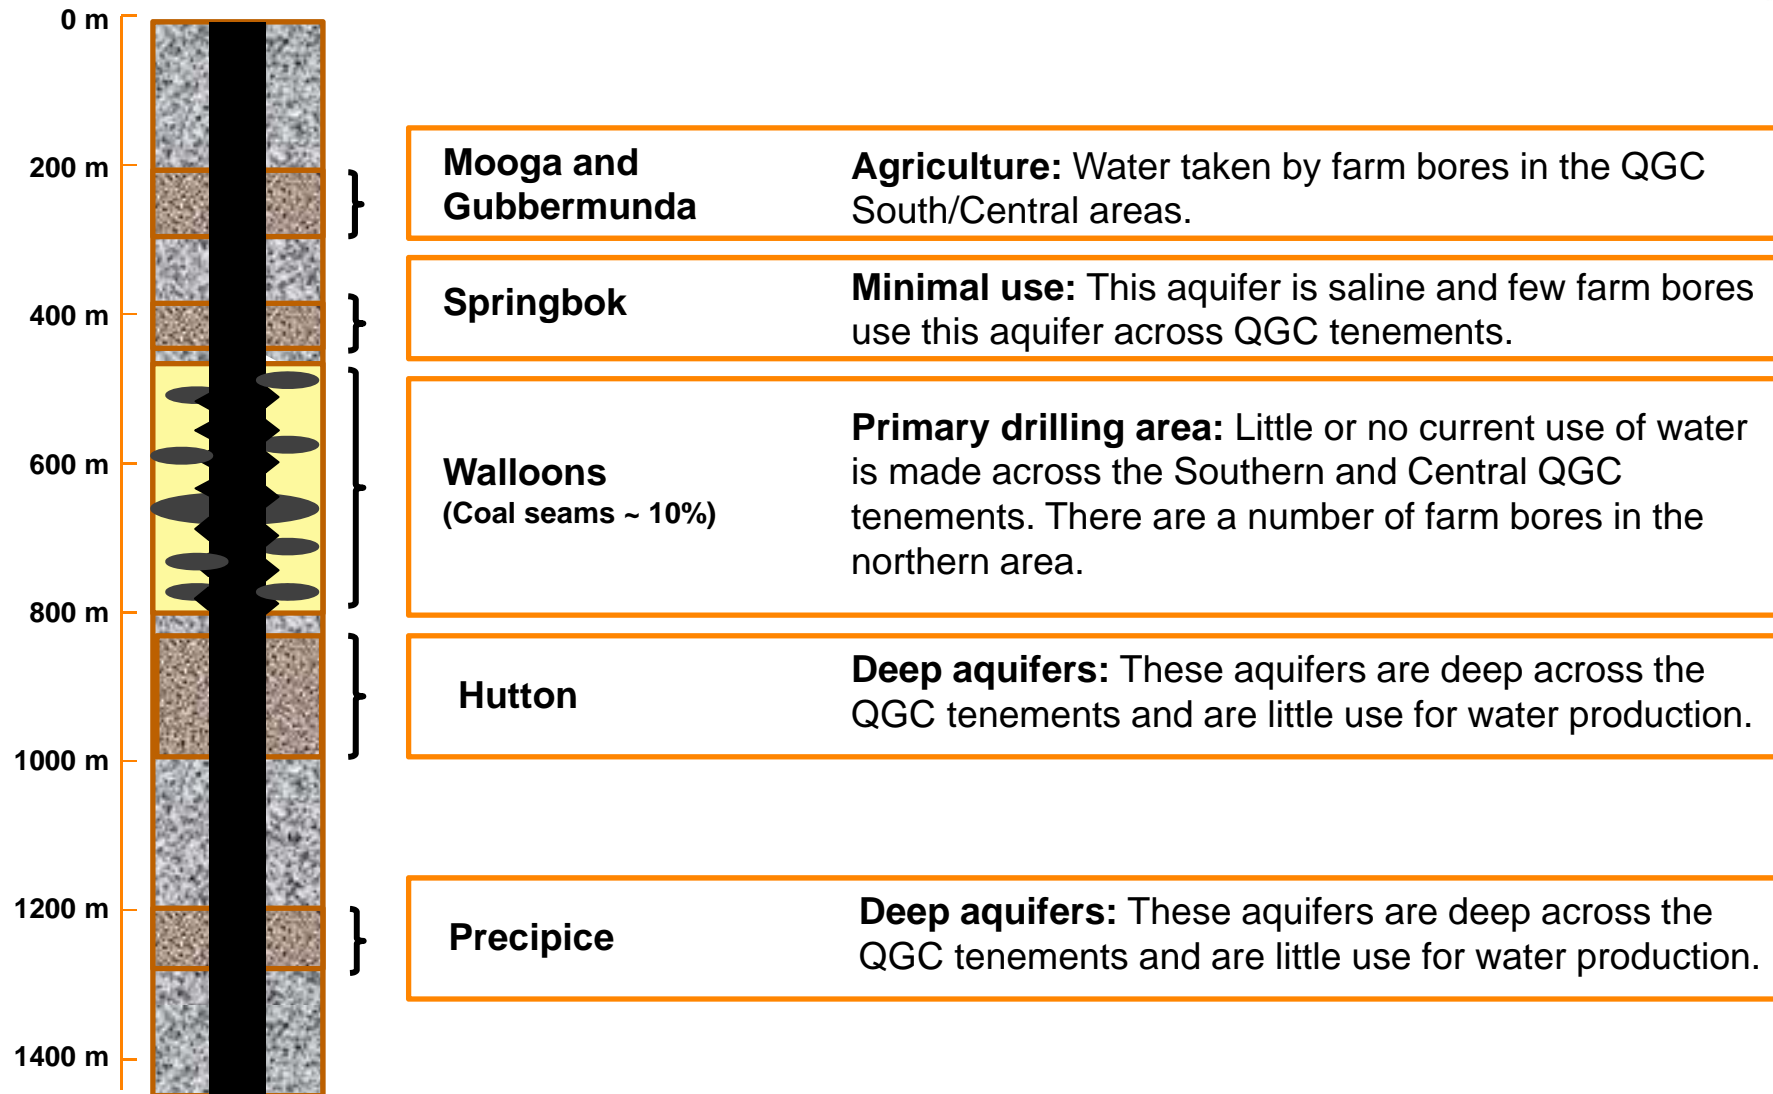 0 m
200 m
400 m
600 m
800 m
1000 m
1200 m
1400 m
Mooga and
Gubbermunda
Agriculture: Water taken by farm bores in the QGC
South/Central areas.
Springbok
Minimal use: This aquifer is saline and few farm bores
use this aquifer across QGC tenements.
Walloons
(Coal seams ~ 10%)
Primary drilling area: Little or no current use of water
is made across the Southern and Central QGC
tenements. There are a number of farm bores in the
northern area.
Hutton
Deep aquifers: These aquifers are deep across the
QGC tenements and are little use for water production.
Precipice
Deep aquifers: These aquifers are deep across the
QGC tenements and are little use for water production.